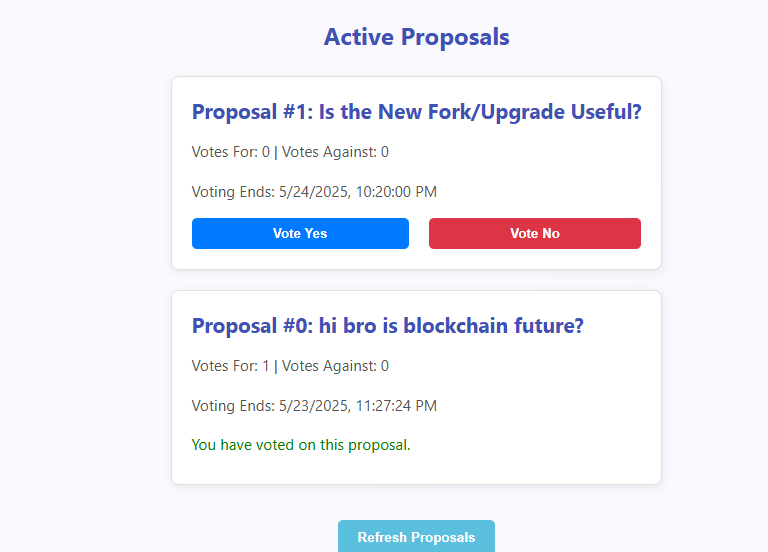 Active Proposals
Proposal #1: Is the New Fork/Upgrade Useful?
Votes For: 0 | Votes Against: 0
Voting Ends: 5/24/2025, 10:20:00 PM
Vote Yes
Vote No
Proposal #0: hi bro is blockchain future?
Votes For: 1 | Votes Against: 0
Voting Ends: 5/23/2025, 11:27:24 PM
You have voted on this proposal.
Refresh Proposals